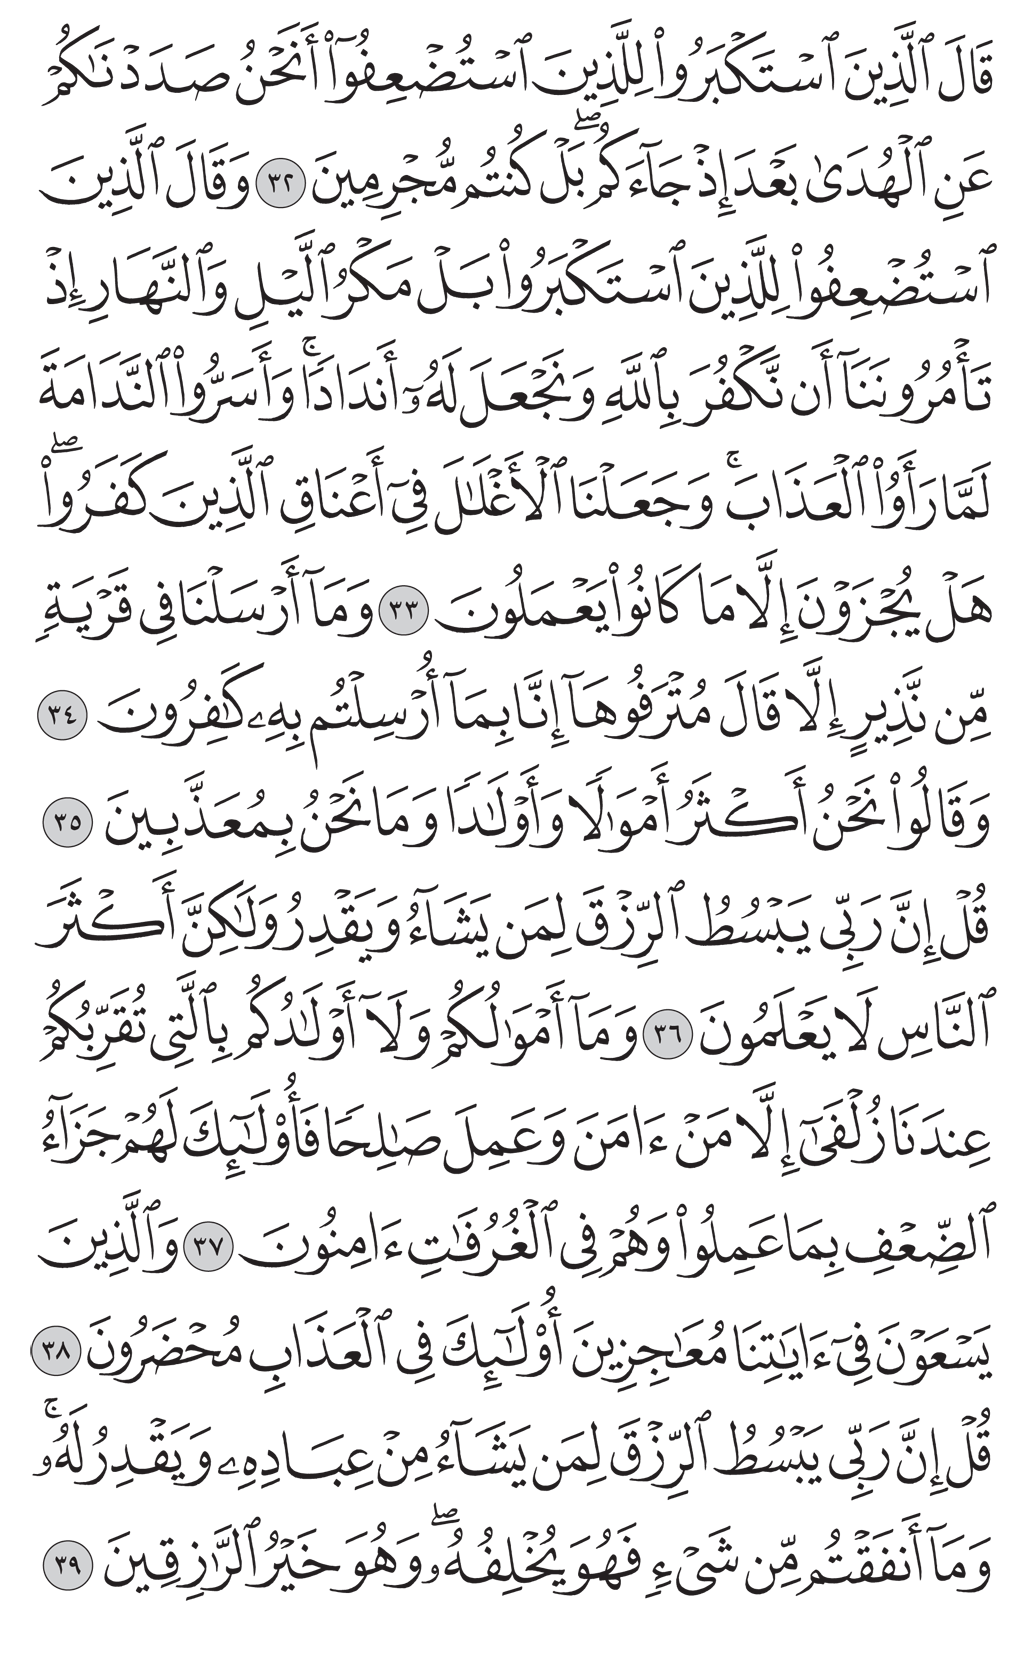 قَالَ ٱلَّذِينَ ٱسْتَكْبَرُوا۟ لِلَّذِينَ ٱسْتُضْعِفُوٓا۟ أَنَحْنُ صَدَدْنَٰكُمْ
عَنِ ٱلْهُدَىٰ بَعْدَ إِذْ جَآءَكُم ۖ بَلْ كُنتُم مُّجْرِمِينَ ٣٢ وَقَالَ ٱلَّذِينَ
ٱسْتُضْعِفُوا۟ لِلَّذِينَ ٱسْتَكْبَرُوا۟ بَلْ مَكْرُ ٱلَّيْلِ وَٱلنَّهَارِ إِذْ
تَأْمُرُونَنَآ أَن نَّكْفُرَ بِٱللَّهِ وَنَجْعَلَ لَهُۥٓ أَندَادًا ۚ وَأَسَرُّوا۟ ٱلنَّدَامَةَ
لَمَّا رَأَوُا۟ ٱلْعَذَابَ ۚ وَجَعَلْنَا ٱلْأَغْلَٰلَ فِىٓ أَعْنَاقِ ٱلَّذِينَ كَفَرُوا۟ ۖ
هَلْ يُجْزَوْنَ إِلَّا مَا كَانُوا۟ يَعْمَلُونَ ٣٣ وَمَآ أَرْسَلْنَا فِى قَرْيَةٍ
مِّن نَّذِيرٍ إِلَّا قَالَ مُتْرَفُوهَآ إِنَّا بِمَآ أُرْسِلْتُم بِهِۦ كَٰفِرُونَ ٣٤
وَقَالُوا۟ نَحْنُ أَكْثَرُ أَمْوَٰلًا وَأَوْلَٰدًا وَمَا نَحْنُ بِمُعَذَّبِينَ ٣٥
قُلْ إِنَّ رَبِّى يَبْسُطُ ٱلرِّزْقَ لِمَن يَشَآءُ وَيَقْدِرُ وَلَٰكِنَّ أَكْثَرَ
ٱلنَّاسِ لَا يَعْلَمُونَ ٣٦ وَمَآ أَمْوَٰلُكُمْ وَلَآ أَوْلَٰدُكُم بِٱلَّتِى تُقَرِّبُكُمْ
عِندَنَا زُلْفَىٰٓ إِلَّا مَنْ ءَامَنَ وَعَمِلَ صَٰلِحًا فَأُو۟لَٰٓئِكَ لَهُمْ جَزَآءُ
ٱلضِّعْفِ بِمَا عَمِلُوا۟ وَهُمْ فِى ٱلْغُرُفَٰتِ ءَامِنُونَ ٣٧ وَٱلَّذِينَ
يَسْعَوْنَ فِىٓ ءَايَٰتِنَا مُعَٰجِزِينَ أُو۟لَٰٓئِكَ فِى ٱلْعَذَابِ مُحْضَرُونَ ٣٨
قُلْ إِنَّ رَبِّى يَبْسُطُ ٱلرِّزْقَ لِمَن يَشَآءُ مِنْ عِبَادِهِۦ وَيَقْدِرُ لَهُۥ ۚ
وَمَآ أَنفَقْتُم مِّن شَىْءٍ فَهُوَ يُخْلِفُهُۥ ۖ وَهُوَ خَيْرُ ٱلرَّٰزِقِينَ ٣٩